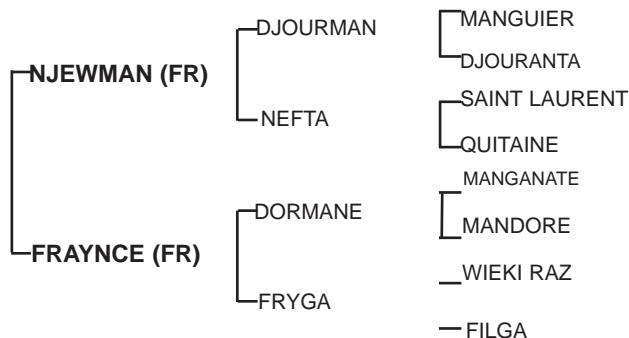 MANGUIER
DJOURMAN
DJOURANTA
NJEWMAN (FR)
SAINT LAURENT
NEFTA
QUITAINE
MANGANATE
DORMANE
MANDORE
FRAYNCE (FR)
WIEKI RAZ
FRYGA
FILGA